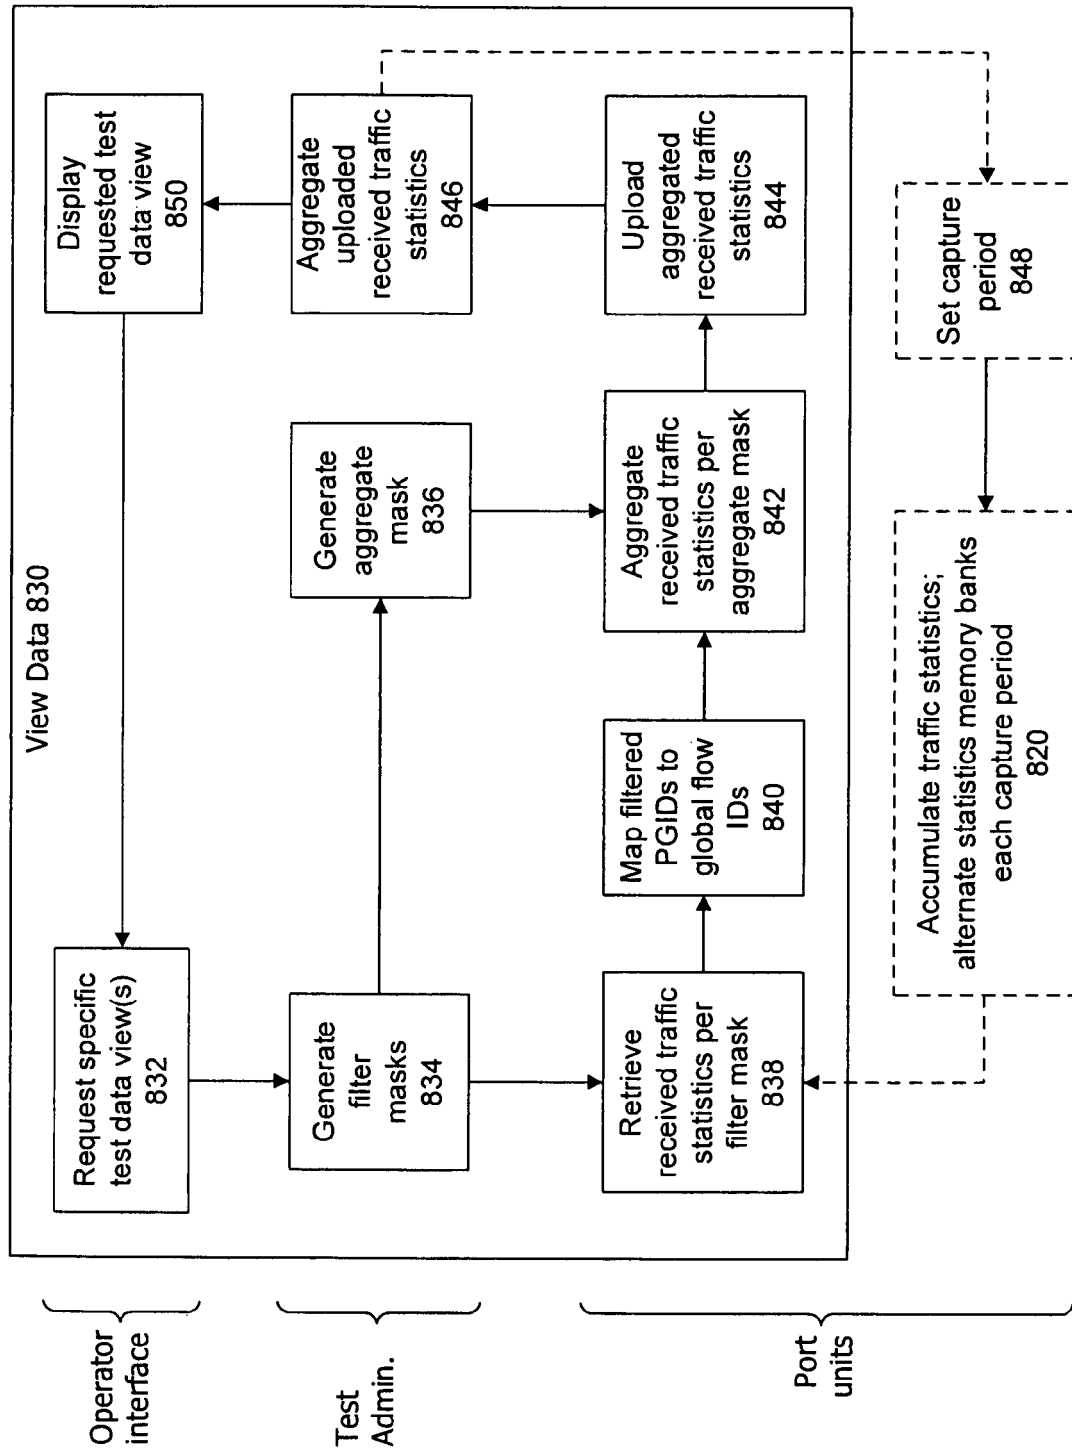 View Data 830
Operator
interface
Request specific
test data view(s)
832
Display
requested test
data view
850
Test
Admin.
Generate
filter
masks
834
Generate
aggregate
mask
836
Aggregate
uploaded
received traffic
statistics
846
Port
units
Retrieve
received traffic
statistics per
filter mask
838
Map filtered
PGIDs to
global flow
IDs
840
Aggregate
received traffic
statistics per
aggregate mask
842
Upload
aggregated
received traffic
statistics
844
Accumulate traffic statistics;
alternate statistics memory banks
each capture period
820
Set capture
period
848